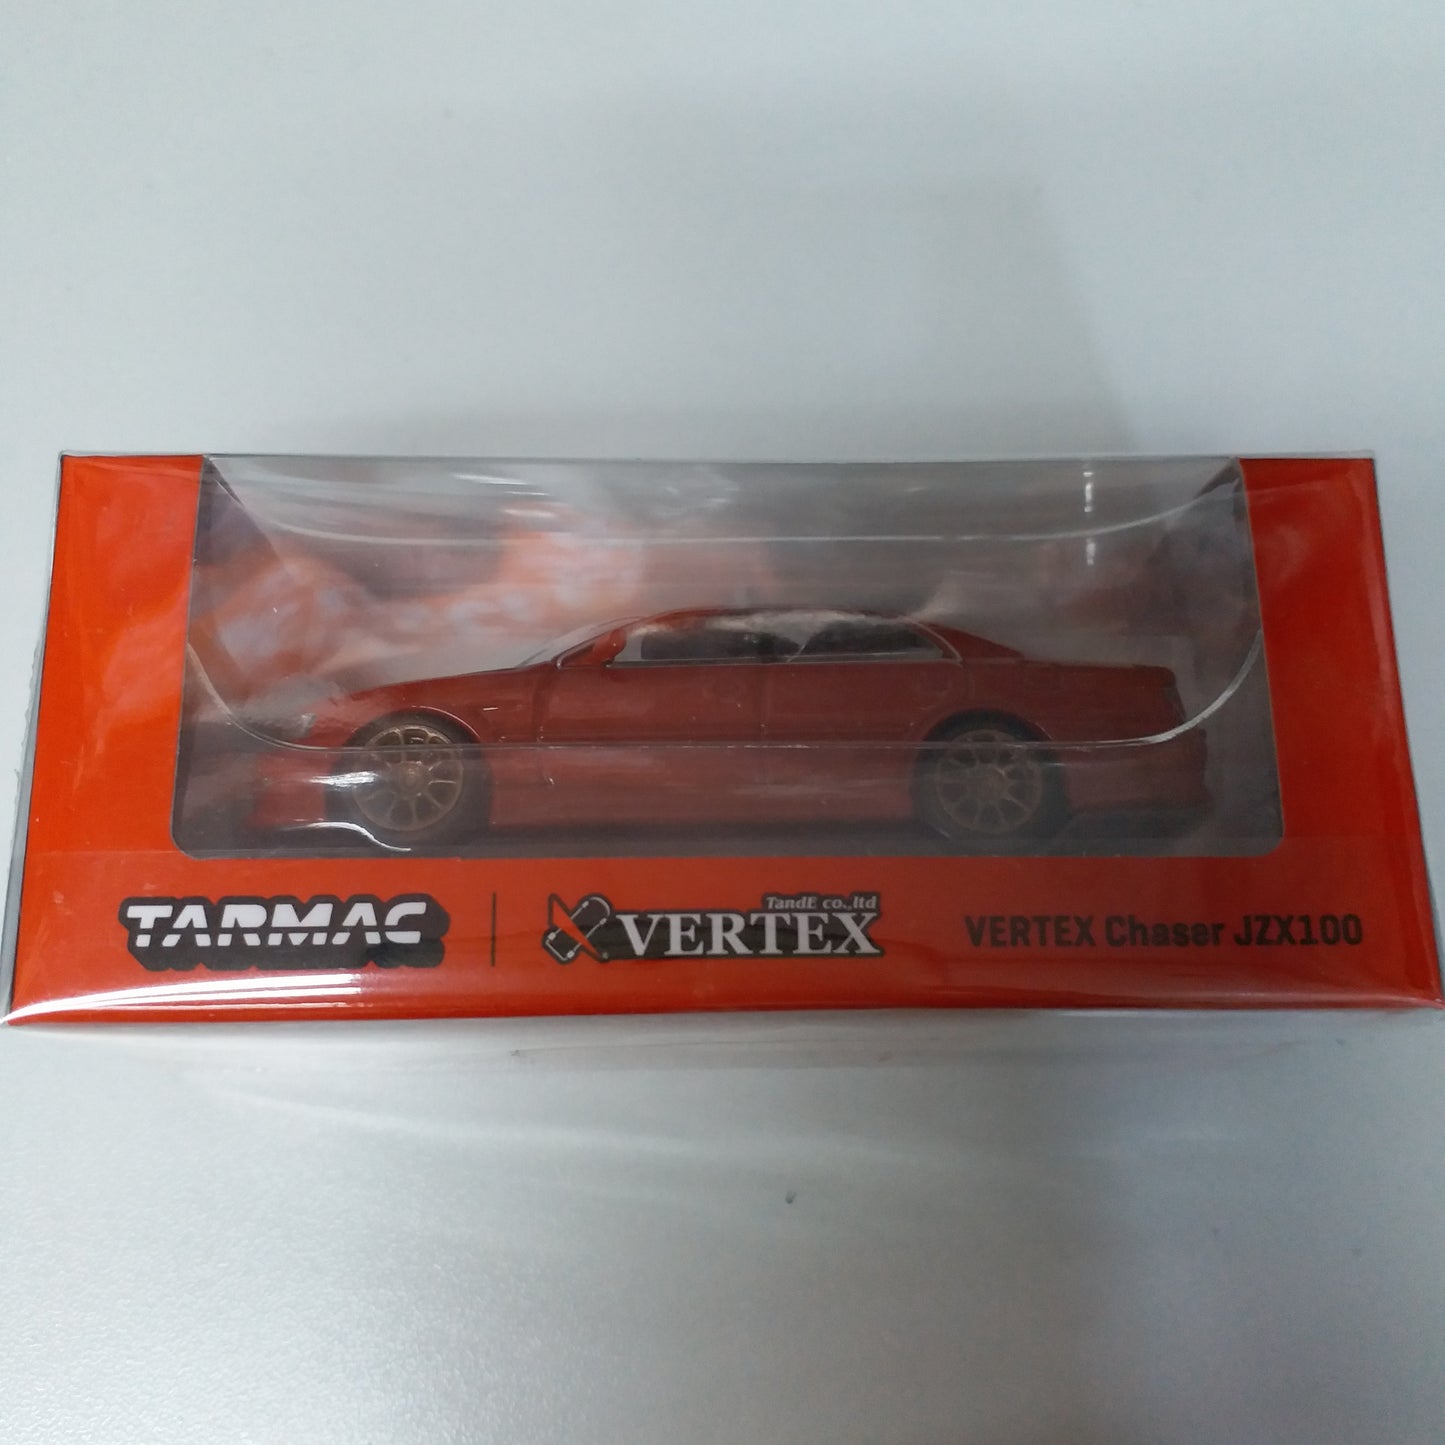 TARMAC
TandE co.,ltd
VERTEX
VERTEX Chaser JZX100